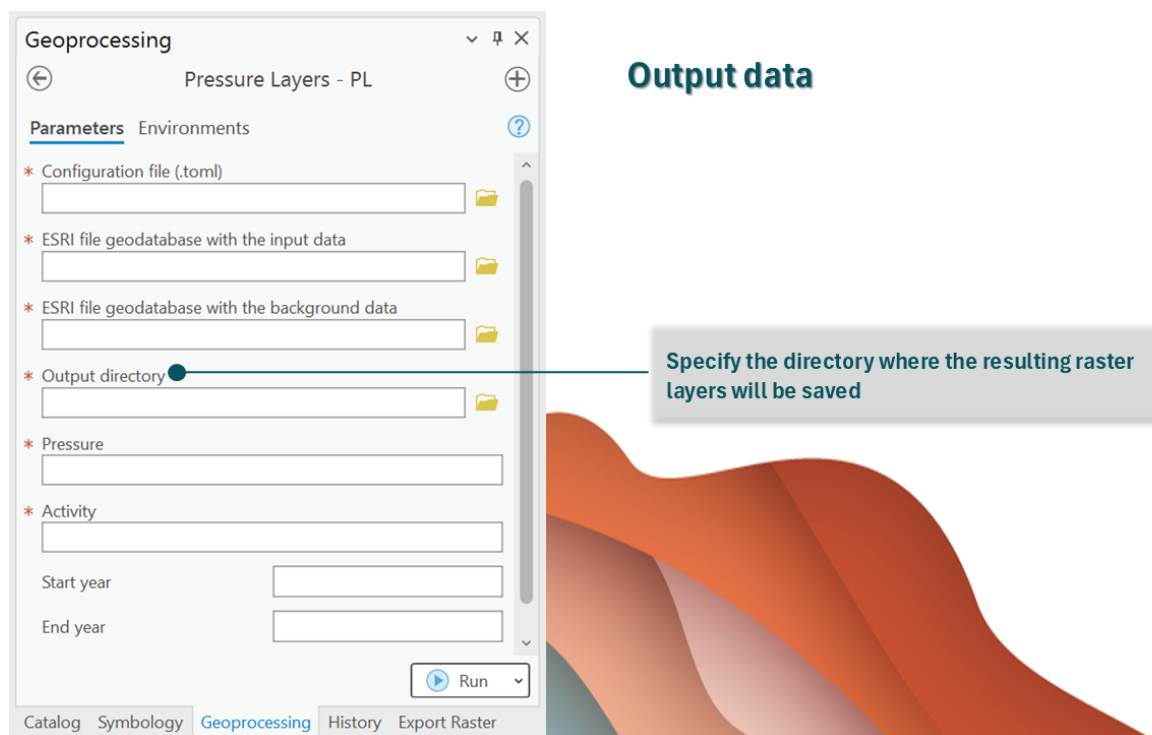 Geoprocessing
Pressure Layers - PL
Parameters Environments
* Configuration file (.toml)
* ESRI file geodatabase with the input data
* ESRI file geodatabase with the background data
* Output directory
* Pressure
* Activity
Start year
End year
Run
Catalog Symbology Geoprocessing History Export Raster
Output data
Specify the directory where the resulting raster
layers will be saved